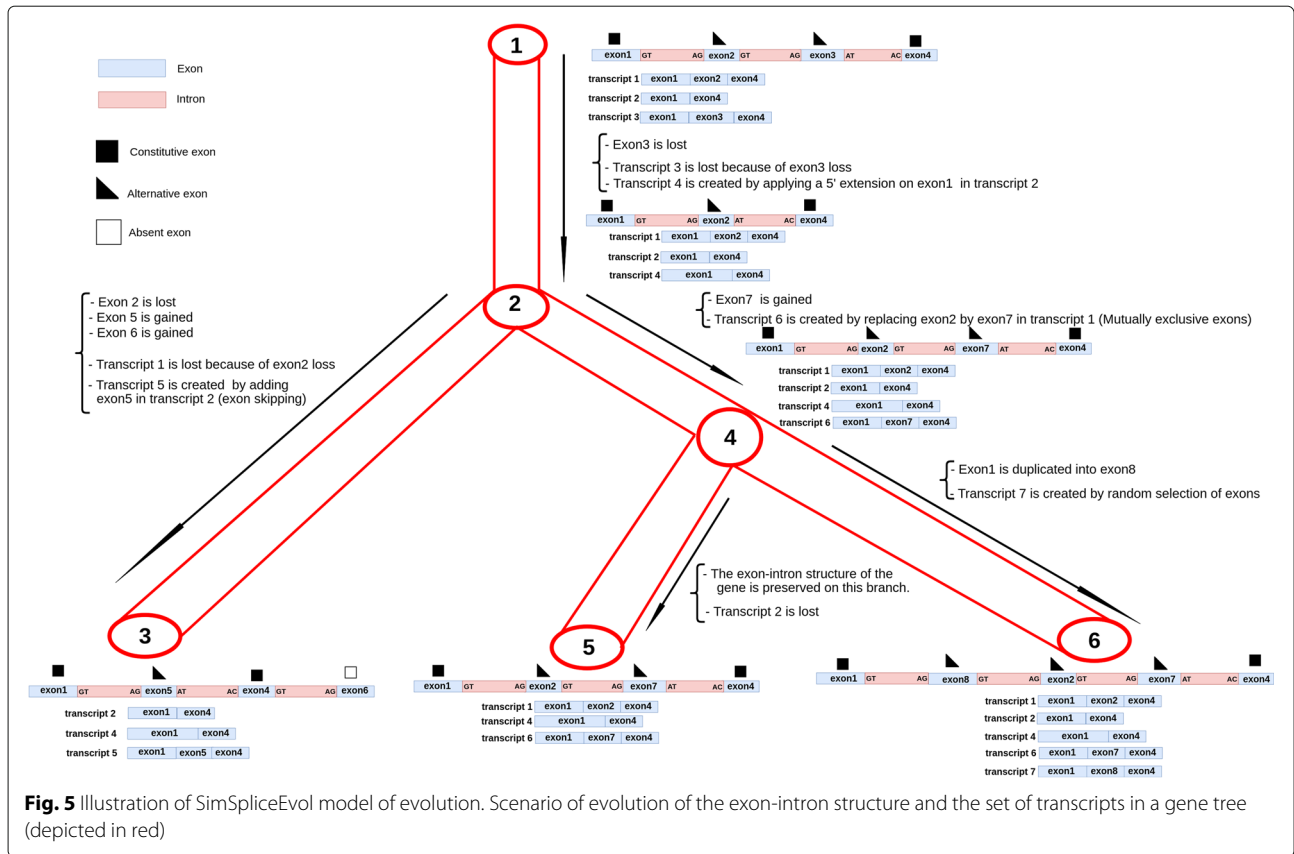 1
exon1 GT AG exon2 GT AG exon3 AT AC exon4
Exon
Intron
transcript 1 exon1 exon2 exon4
transcript 2 exon1 exon4
transcript 3 exon1 exon3 exon4
Constitutive exon
Alternative exon
Absent exon
- Exon3 is lost
- Transcript 3 is lost because of exon3 loss
- Transcript 4 is created by applying a 5' extension on exon1 in transcript 2
exon1 GT AG exon2 AT AC exon4
transcript 1 exon1 exon2 exon4
transcript 2 exon1 exon4
transcript 4 exon1 exon4
2
- Exon 2 is lost
- Exon 5 is gained
- Exon 6 is gained
- Transcript 1 is lost because of exon2 loss
- Transcript 5 is created by adding
exon5 in transcript 2 (exon skipping)
- Exon7 is gained
- Transcript 6 is created by replacing exon2 by exon7 in transcript 1 (Mutually exclusive exons)
exon1 GT AG exon2 GT AG exon7 AT AC exon4
transcript 1 exon1 exon2 exon4
transcript 2 exon1 exon4
transcript 4 exon1 exon4
transcript 6 exon1 exon7 exon4
4
- Exon1 is duplicated into exon8
- Transcript 7 is created by random selection of exons
- The exon-intron structure of the
gene is preserved on this branch.
- Transcript 2 is lost
3
exon1 GT AG exon5 AT AC exon4 GT AG exon6
transcript 2 exon1 exon4
transcript 4 exon1 exon4
transcript 5 exon1 exon5 exon4
5
exon1 GT AG exon2 GT AG exon7 AT AC exon4
transcript 1 exon1 exon2 exon4
transcript 4 exon1 exon4
transcript 6 exon1 exon7 exon4
6
exon1 GT AG exon8 AG exon2 GT AG exon7 AT AC exon4
transcript 1 exon1 exon2 exon4
transcript 2 exon1 exon4
transcript 4 exon1 exon4
transcript 6 exon1 exon7 exon4
transcript 7 exon1 exon8 exon4
Fig. 5 Illustration of SimSpliceEvol model of evolution. Scenario of evolution of the exon-intron structure and the set of transcripts in a gene tree
(depicted in red)